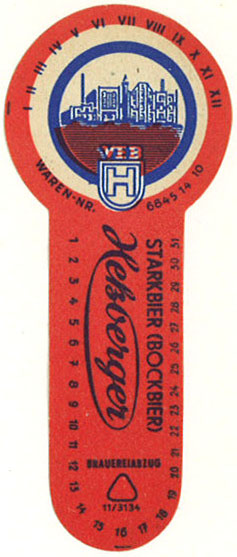 I II III IV V VI VII VIII IX X XI XII
VEB
H
WAREN-NR. 6845 14 10
STARKBIER (BOCKBIER)
Heßberger
1 2 3 4 5 6 7 8 9 10 11 12 13 14 15 16 17 18 19 20 21 22 23 24 25 26 27 28 29 30 31
BRAUEREIABZUG
11/3134